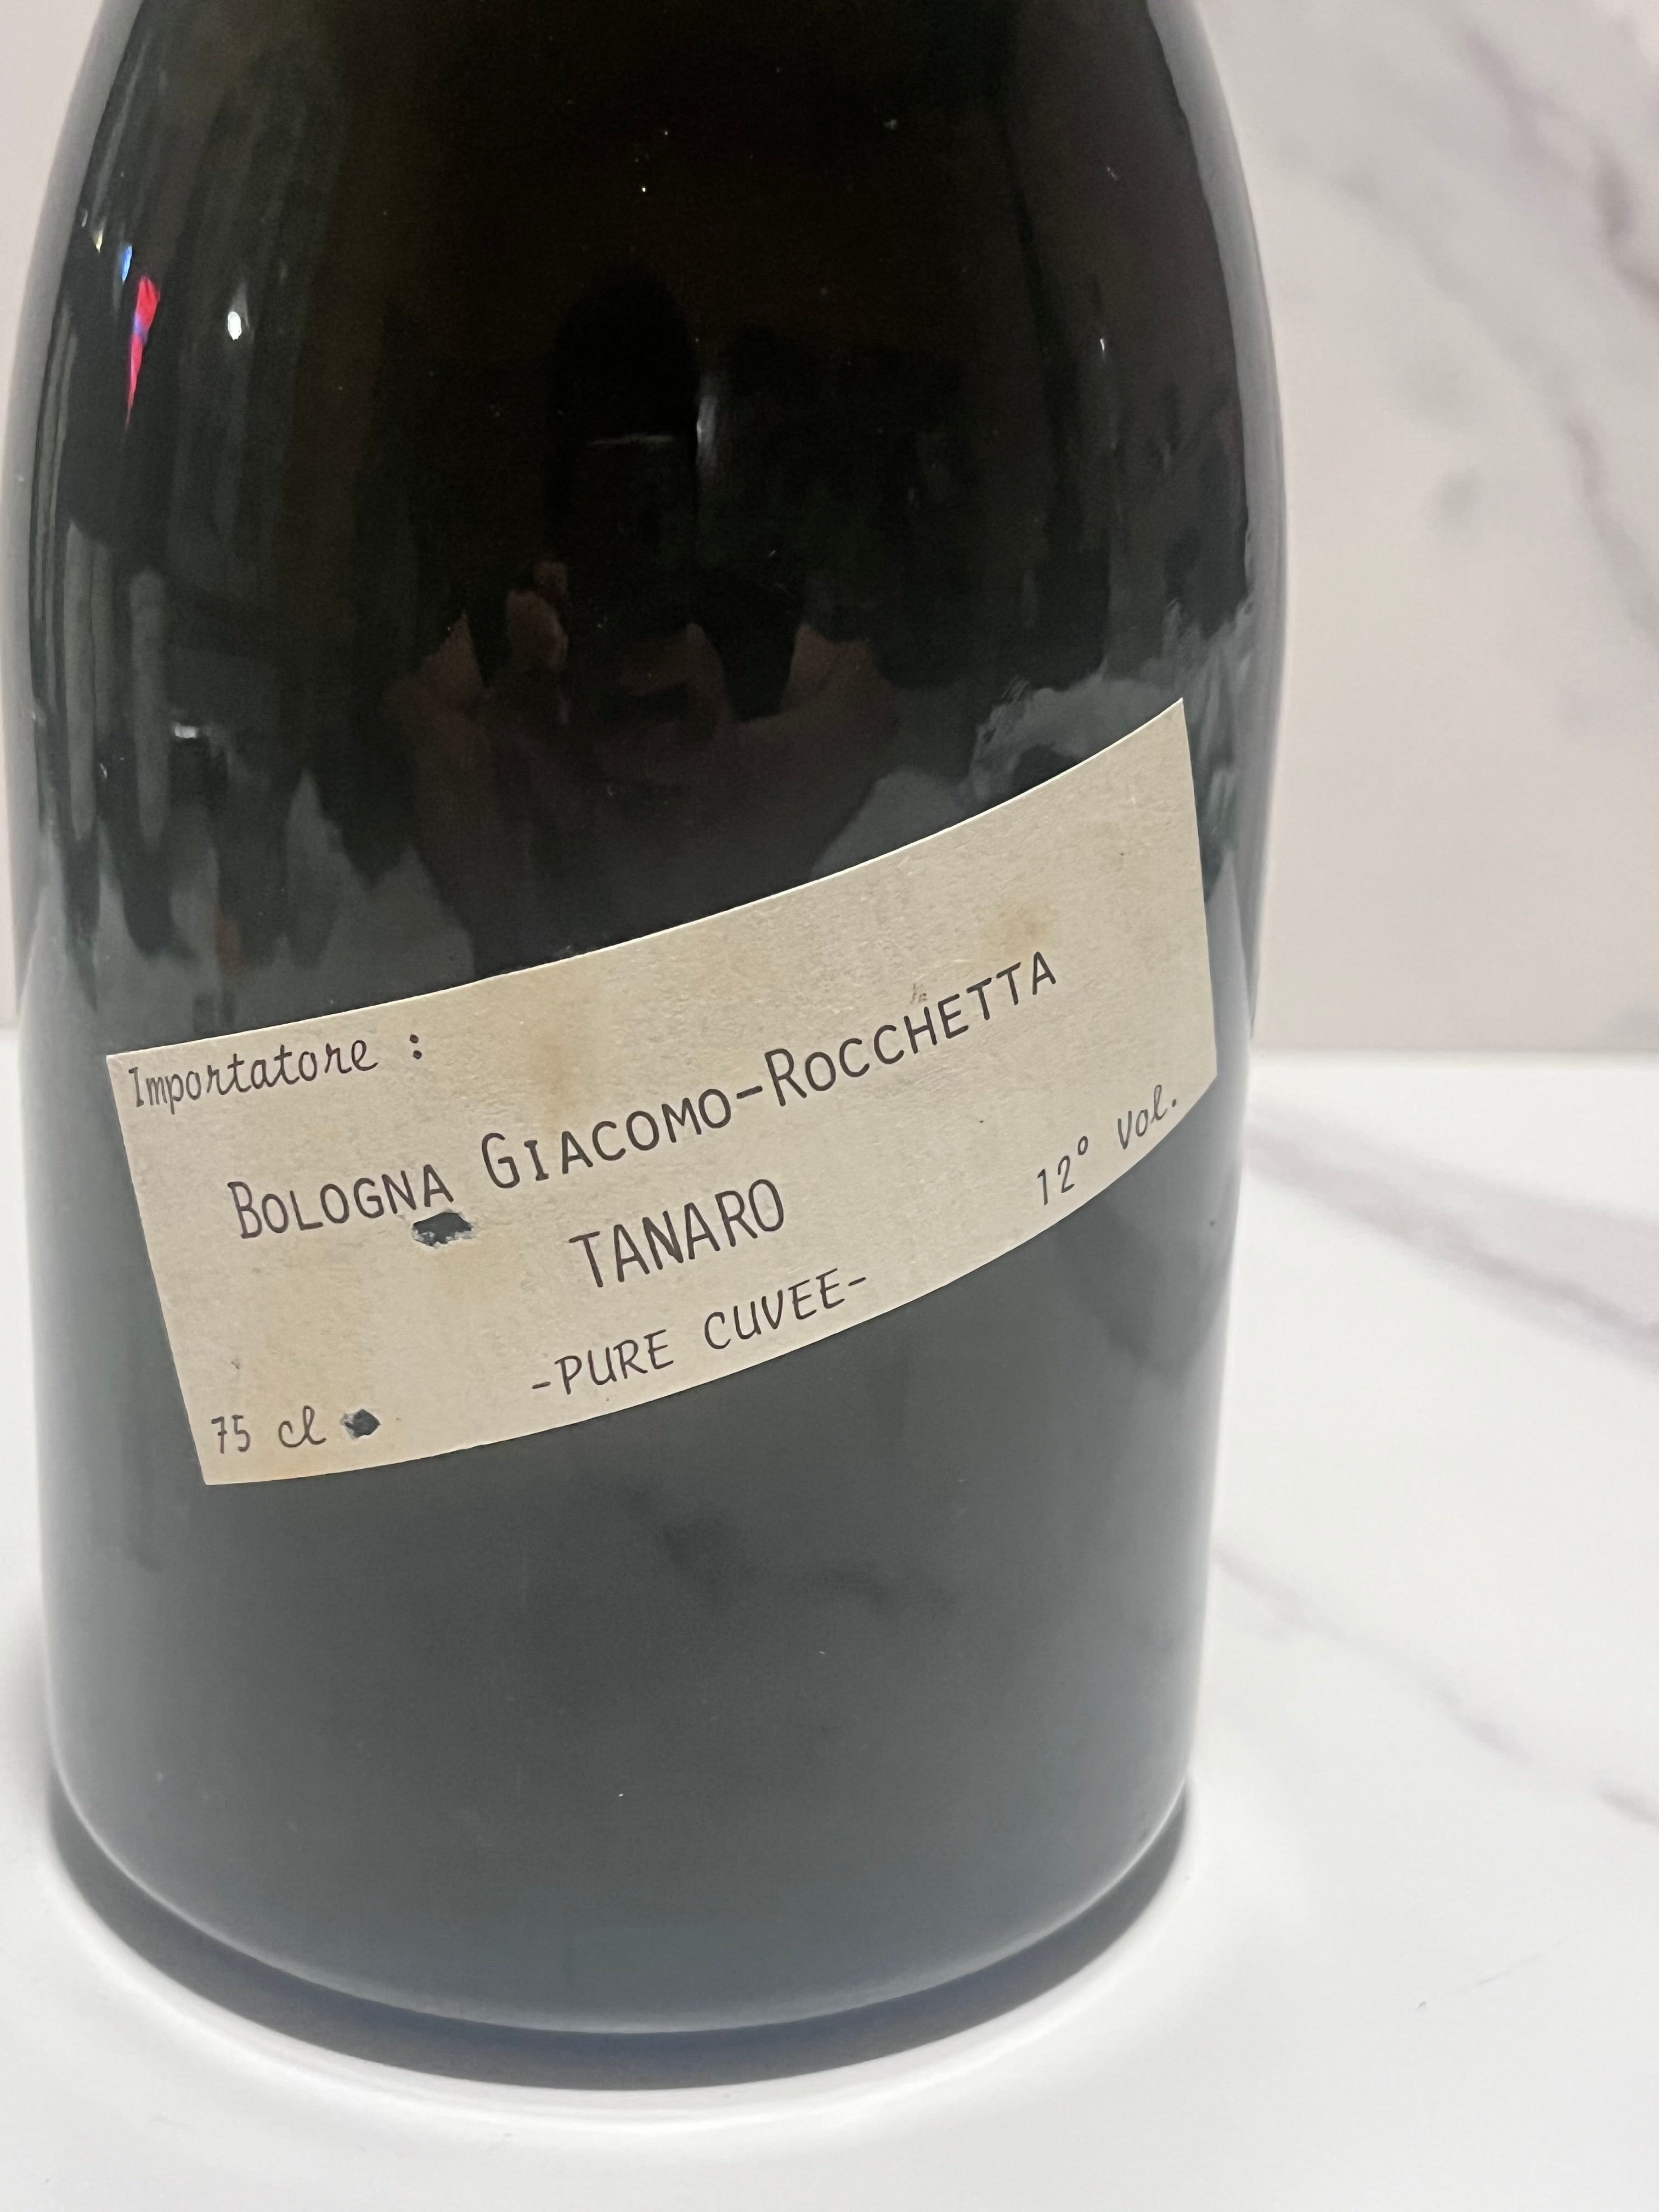 Importatore :
BOLOGNA GIACOMO-ROCCHETTA
TANARO
12° Vol.
-PURE CUVEE-
75 cl